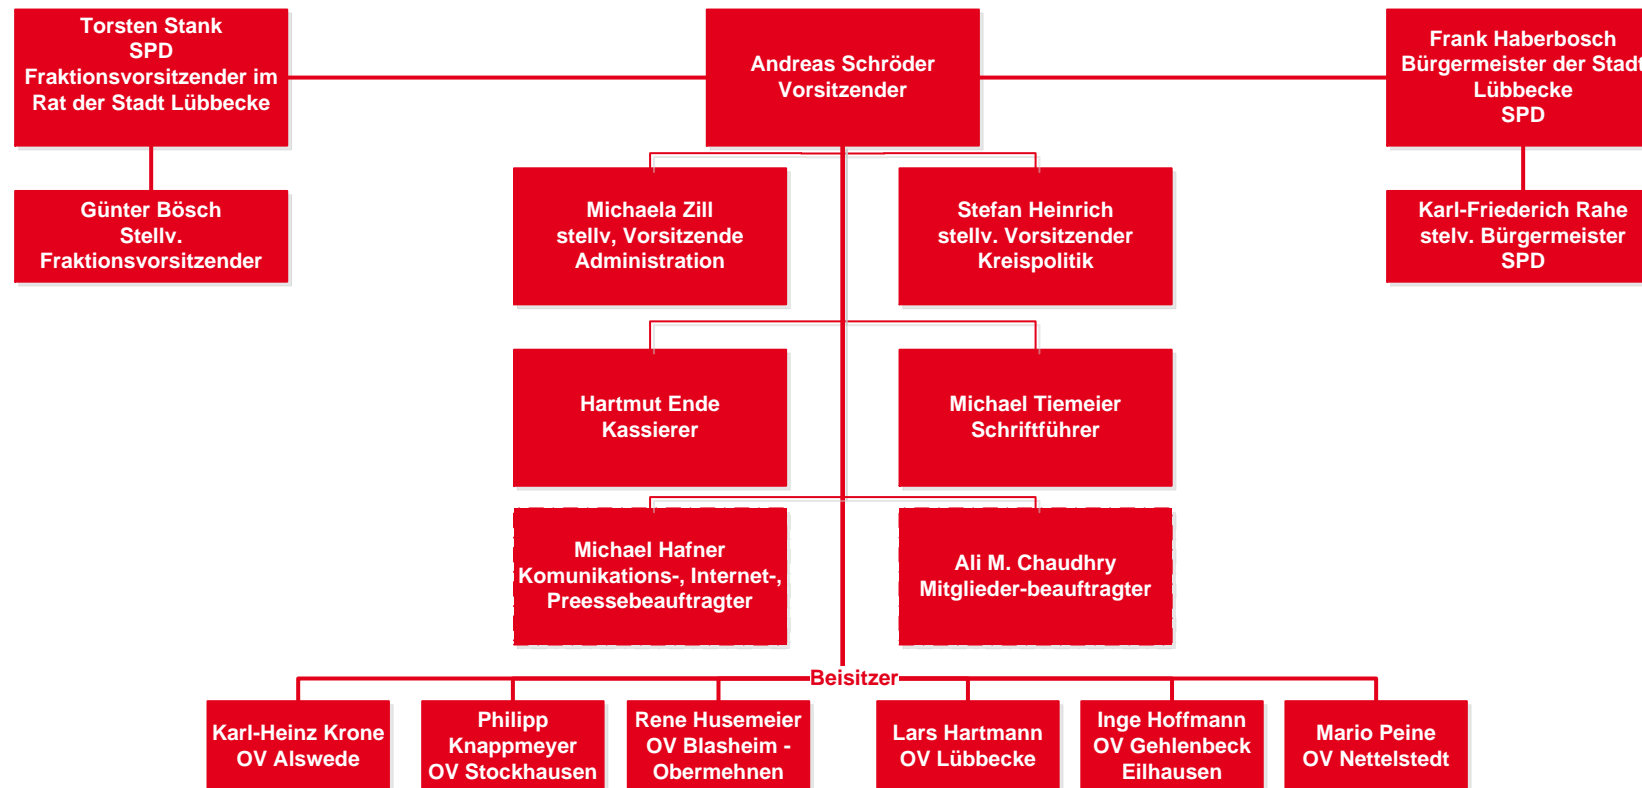 Torsten Stank
SPD
Fraktionsvorsitzender im
Rat der Stadt Lübbecke
Andreas Schröder
Vorsitzender
Frank Haberbosch
Bürgermeister der Stadt
Lübbecke
SPD
Günter Bösch
Stellv.
Fraktionsvorsitzender
Michaela Zill
stellv, Vorsitzende
Administration
Stefan Heinrich
stellv. Vorsitzender
Kreispolitik
Karl-Friederich Rahe
stelv. Bürgermeister
SPD
Hartmut Ende
Kassierer
Michael Tiemeier
Schriftführer
Michael Hafner
Komunikations-, Internet-,
Preessebeauftragter
Ali M. Chaudhry
Mitglieder-beauftragter
Beisitzer
Karl-Heinz Krone
OV Alswede
Philipp
Knappmeyer
OV Stockhausen
Rene Husemeier
OV Blasheim -
Obermehnen
Lars Hartmann
OV Lübbecke
Inge Hoffmann
OV Gehlenbeck
Eilhausen
Mario Peine
OV Nettelstedt